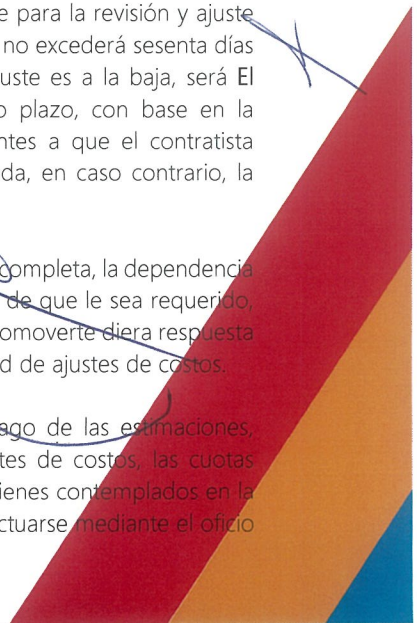 e para la revisión y ajuste
no excederá sesenta días
uste es a la baja, será El
o plazo, con base en la
ntes a que el contratista
da, en caso contrario, la
completa, la dependencia
de que le sea requerido,
omoverte diera respuesta
d de ajustes de costos.
ago de las estimaciones,
tes de costos, las cuotas
ienes contemplados en la
ctuarse mediante el oficio